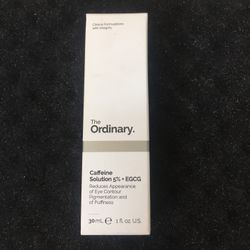 Clinical Formulations
with Integrity.
The
Ordinary.
Caffeine
Solution 5% + EGCG
Reduces Appearance
of Eye Contour
Pigmentation and
of Puffiness
30mL ℮ 1 fl. oz. U.S.